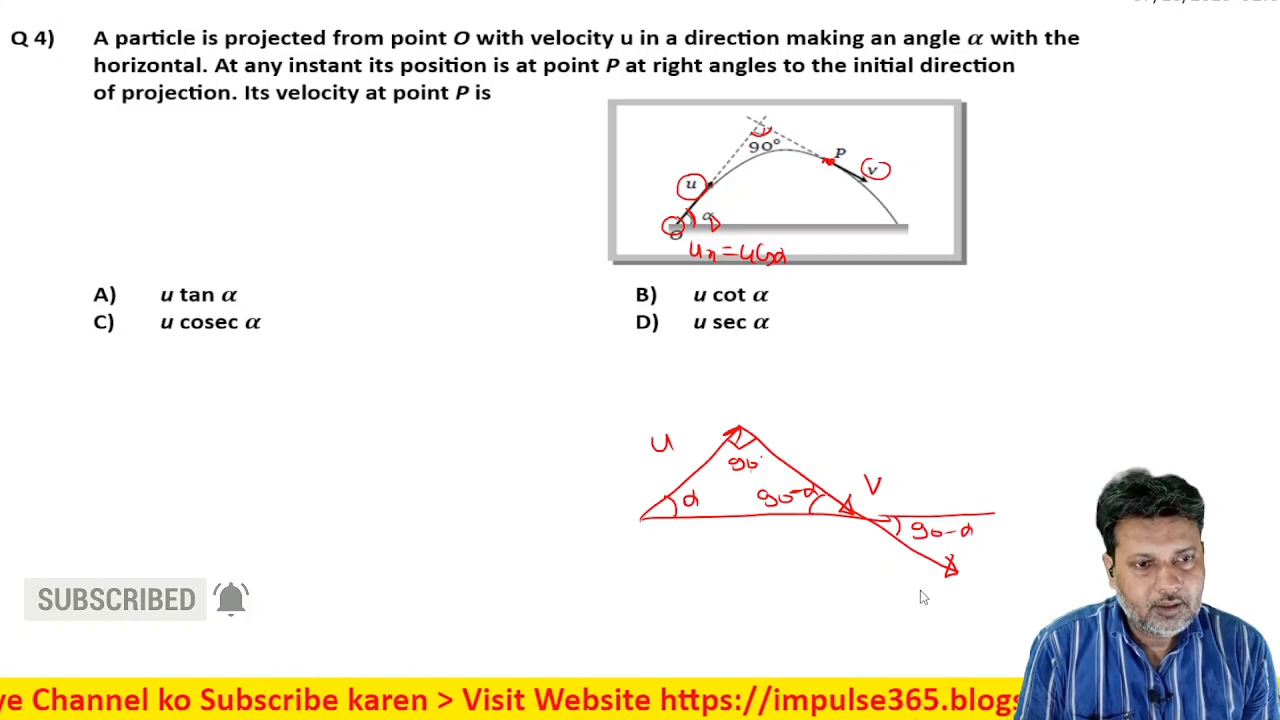 Q 4) A particle is projected from point O with velocity u in a direction making an angle α with the
horizontal. At any instant its position is at point P at right angles to the initial direction
of projection. Its velocity at point P is
90°
P
u
v
α
O
ux = u Cosα
A) u tan α
B) u cot α
C) u cosec α
D) u sec α
u
90°
V
α
90-α
90-α
SUBSCRIBED
ye Channel ko Subscribe karen > Visit Website https://impulse365.blogs